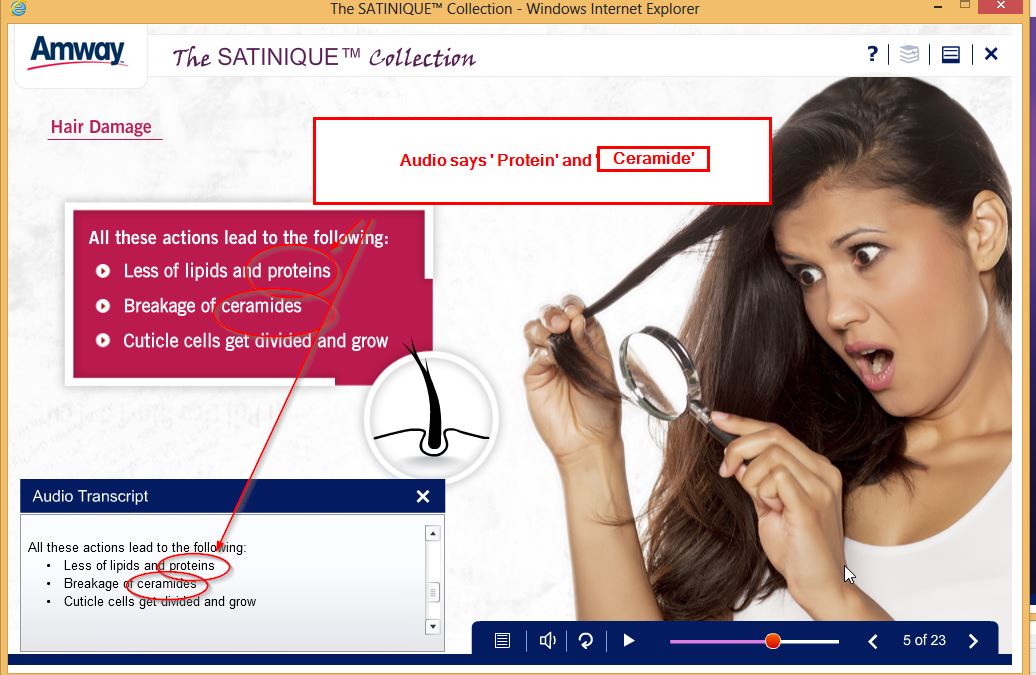 The SATINIQUE™ Collection - Windows Internet Explorer
Amway
The SATINIQUE™ Collection
?
Hair Damage
Audio says ' Protein' and ' Ceramide'
All these actions lead to the following:
Less of lipids and proteins
Breakage of ceramides
Cuticle cells get divided and grow
Audio Transcript
All these actions lead to the following:
• Less of lipids and proteins
• Breakage of ceramides
• Cuticle cells get divided and grow
5 of 23